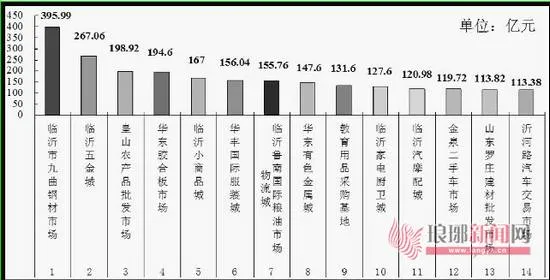 单位：亿元
450
400
350
300
250
200
150
100
50
0
395.99
267.06
198.92
194.6
167
156.04
155.76
147.6
131.6
127.6
120.98
119.72
113.82
113.38
临沂市九曲钢材市场
临沂五金城
皇山农产品批发市场
华东胶合板市场
临沂小商品城
华丰国际服装城
临沂鲁南国际粮油市场物流城
华东有色金属城
教育用品采购基地
临沂家电厨卫城
临沂汽摩配城
金泉二手车市场
山东罗庄建材批发市场
沂河路汽车交易市场
1
2
3
4
5
6
7
8
9
10
11
12
13
14
琅琊新闻网